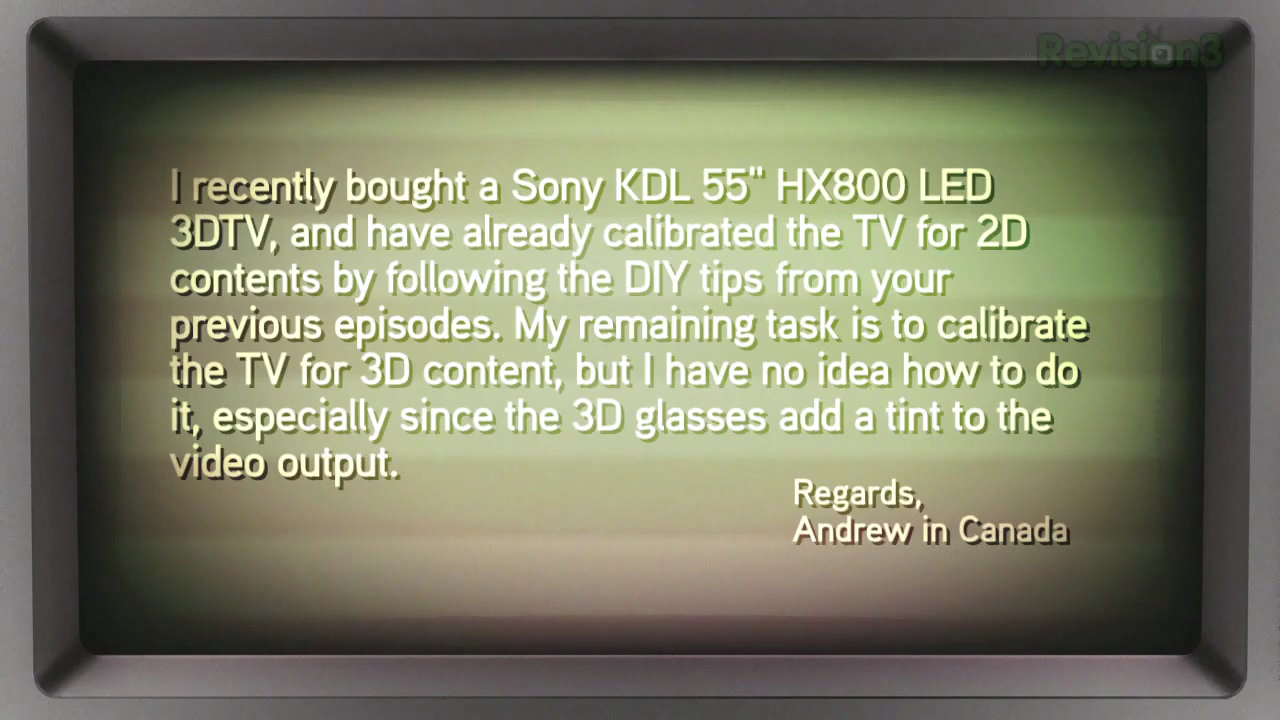 Revision3
I recently bought a Sony KDL 55" HX800 LED
3DTV, and have already calibrated the TV for 2D
contents by following the DIY tips from your
previous episodes. My remaining task is to calibrate
the TV for 3D content, but I have no idea how to do
it, especially since the 3D glasses add a tint to the
video output.
Regards,
Andrew in Canada